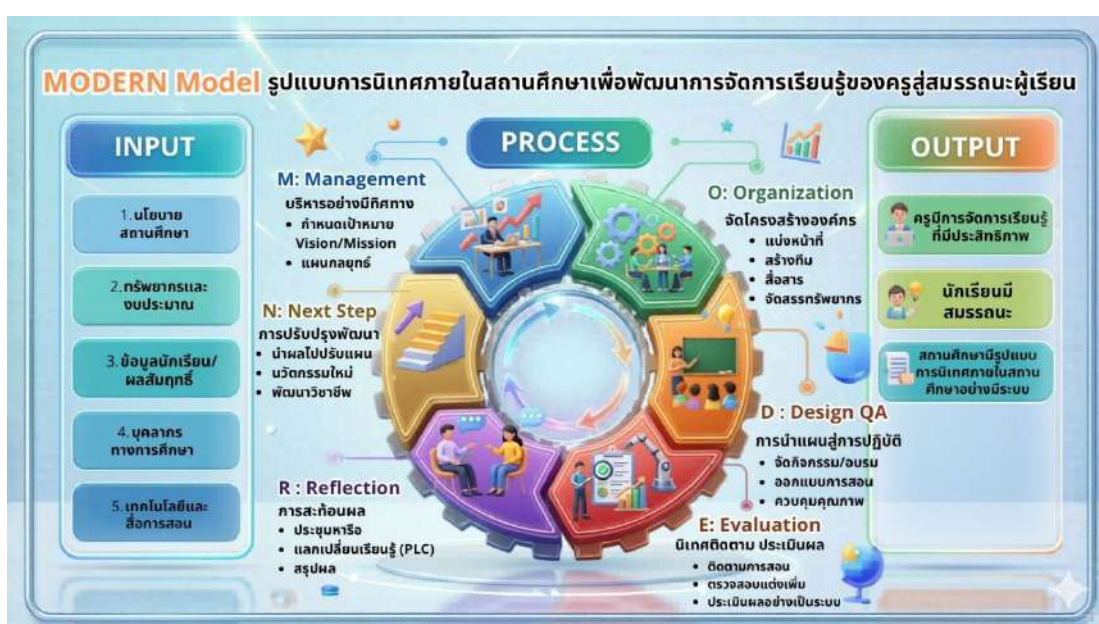 MODERN Model รูปแบบการนิเทศภายในสถานศึกษาเพื่อพัฒนาการจัดการเรียนรู้ของครูสู่สมรรถนะผู้เรียน
INPUT
1. นโยบาย
สถานศึกษา
2. ทรัพยากรและ
งบประมาณ
3. ข้อมูลนักเรียน/
ผลสัมฤทธิ์
4. บุคลากร
ทางการศึกษา
5. เทคโนโลยีและ
สื่อการสอน
PROCESS
M: Management
บริหารอย่างมีทิศทาง
• กำหนดเป้าหมาย
Vision/Mission
• แผนกลยุทธ์
O: Organization
จัดโครงสร้างองค์กร
• แบ่งหน้าที่
• สร้างทีม
• สื่อสาร
• จัดสรรทรัพยากร
D : Design QA
การนำแผนสู่การปฏิบัติ
• จัดกิจกรรม/อบรม
• ออกแบบการสอน
• ควบคุมคุณภาพ
E: Evaluation
นิเทศติดตาม ประเมินผล
• ติดตามการสอน
• ตรวจสอบแต่งเพิ่ม
• ประเมินผลอย่างเป็นระบบ
R : Reflection
การสะท้อนผล
• ประชุมหารือ
• แลกเปลี่ยนเรียนรู้ (PLC)
• สรุปผล
N: Next Step
การปรับปรุงพัฒนา
• นำผลไปปรับแผน
• นวัตกรรมใหม่
• พัฒนาวิชาชีพ
OUTPUT
ครูมีการจัดการเรียนรู้
ที่มีประสิทธิภาพ
นักเรียนมี
สมรรถนะ
สถานศึกษามีรูปแบบ
การนิเทศภายในสถาน
ศึกษาอย่างมีระบบ